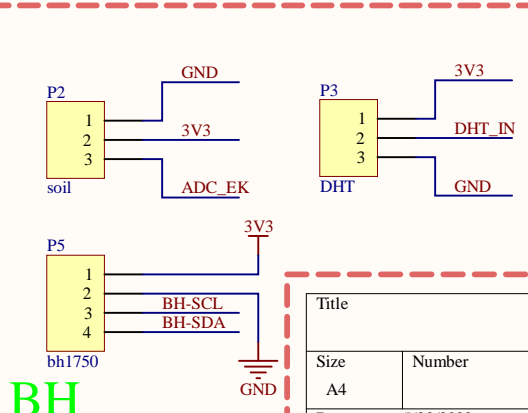 GND
P2
1
2
3V3
3
ADC_EK
soil
3V3
P3
1
2
DHT_IN
3
GND
DHT
3V3
P5
1
2
3
BH-SCL
4
BH-SDA
bh1750
GND
BH
Title
Size
Number
A4